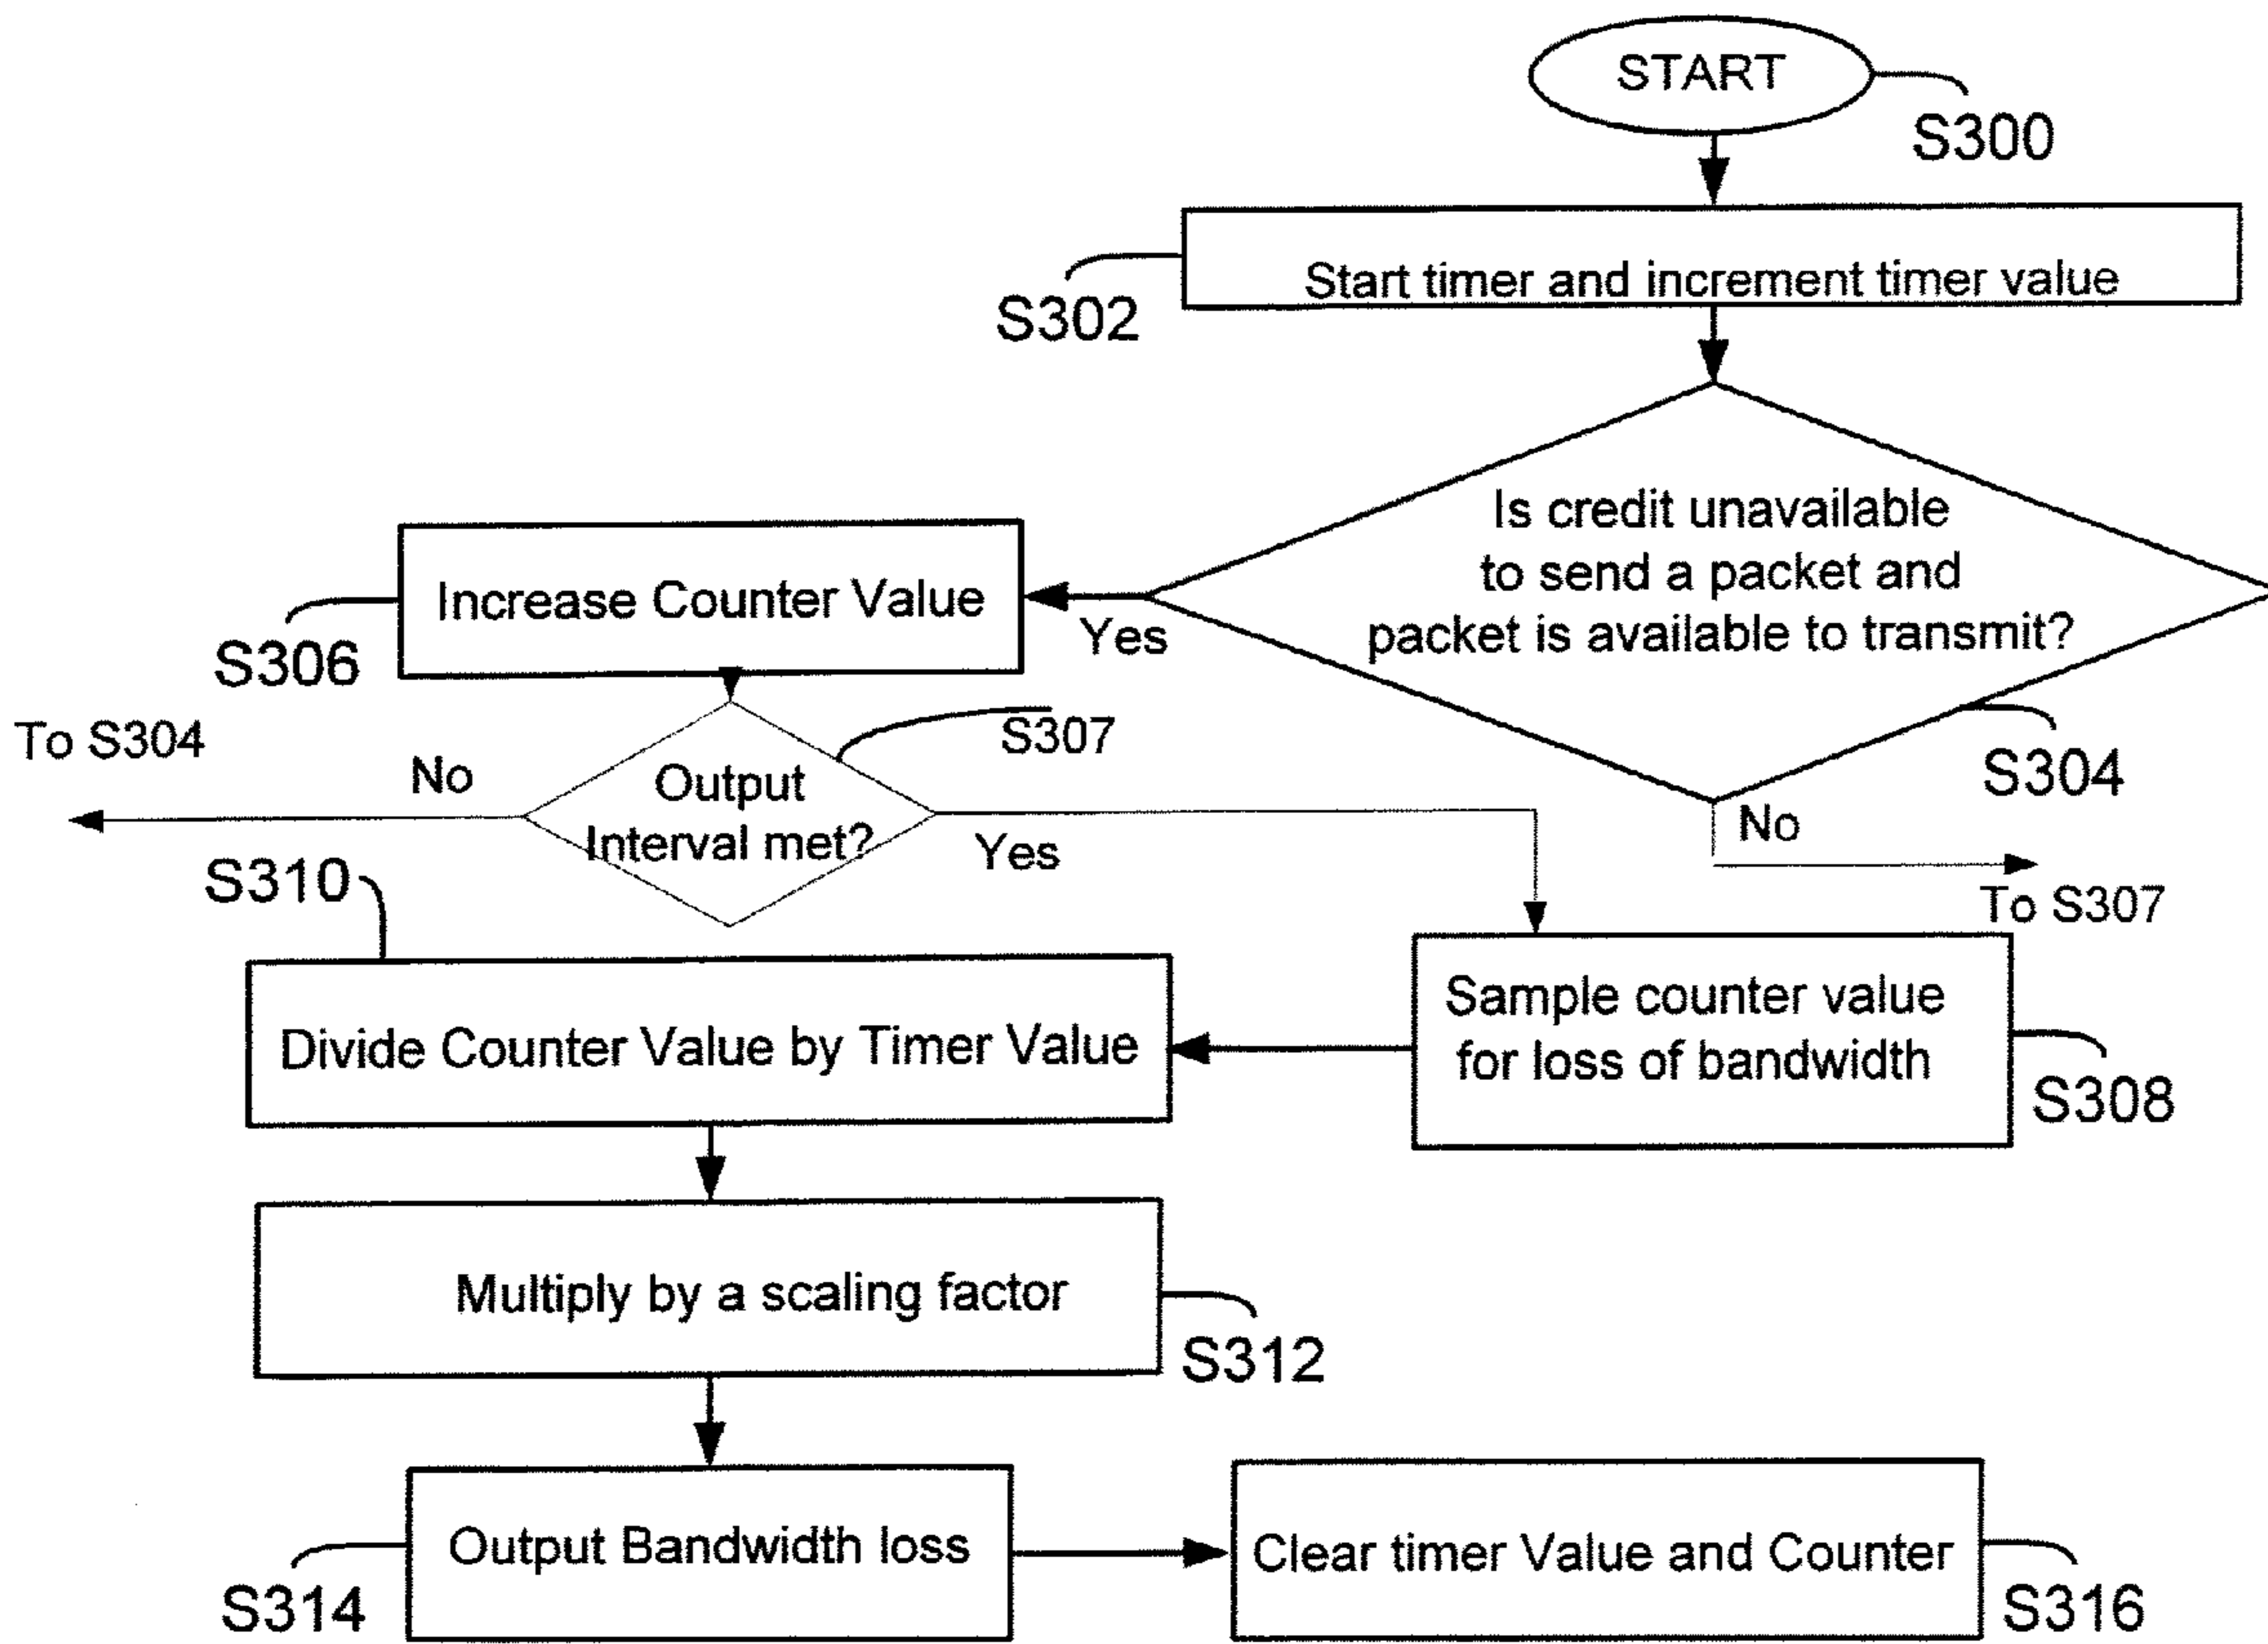 START
S300
Start timer and increment timer value
S302
Is credit unavailable
to send a packet and
packet is available to transmit?
S304
Yes
Increase Counter Value
S306
No
To S307
S307
Output
Interval met?
No
To S304
Yes
Sample counter value
for loss of bandwidth
S308
S310
Divide Counter Value by Timer Value
Multiply by a scaling factor
S312
Output Bandwidth loss
S314
Clear timer Value and Counter
S316